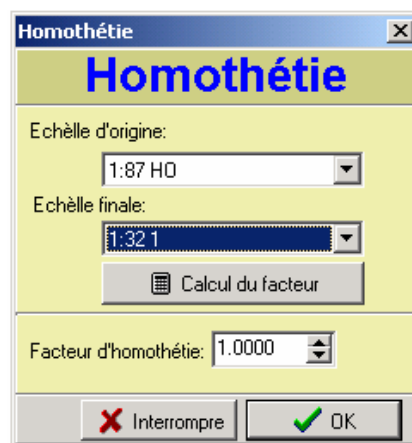 Homothétie
Homothétie
Echèlle d'origine:
1:87 HO
Echèlle finale:
1:32 1
Calcul du facteur
Facteur d'homothétie: 1.0000
Interrompre OK